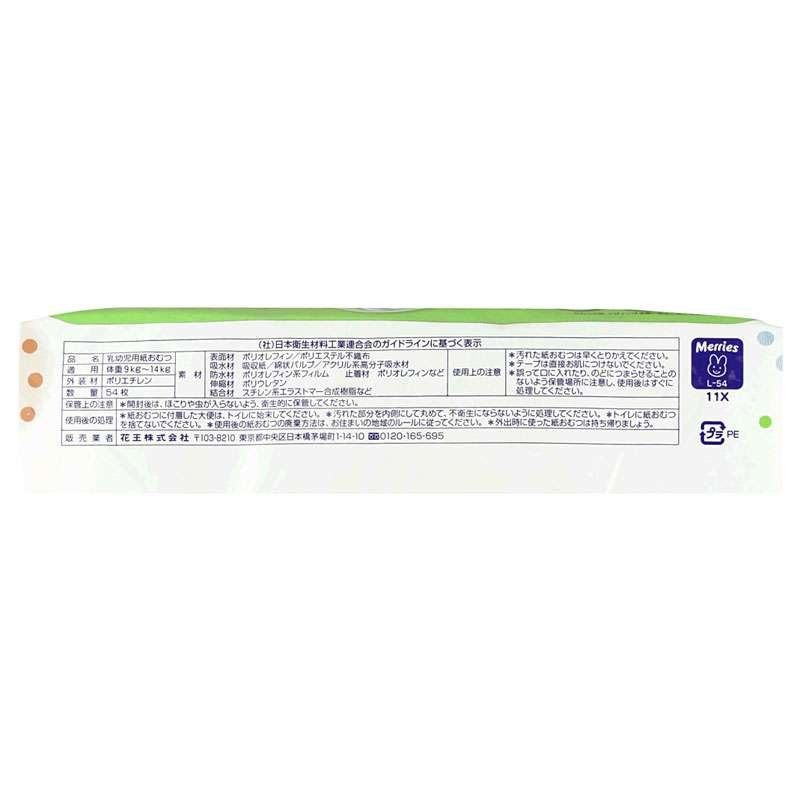 (社)日本衛生材料工業連合会のガイドラインに基づく表示
品名 乳幼児用紙おむつ
適用 体重9kg〜14kg
外装材 ポリエチレン
数量 54枚
素材
表面材 ポリオレフィン/ポリエステル不織布
吸水材 吸収紙/綿状パルプ/アクリル系高分子吸水材
防水材 ポリオレフィン系フィルム 止着材 ポリオレフィンなど
伸縮材 ポリウレタン
結合材 スチレン系エラストマー合成樹脂など
使用上の注意
*汚れた紙おむつは早くとりかえてください。
*テープは直接お肌につけないでください。
*誤って口に入れたり、のどにつまらせることの
ないよう保管場所に注意し、使用後はすぐに
処理してください。
保管上の注意 *開封後は、ほこりや虫が入らないよう、衛生的に保管してください。
使用後の処理 *紙おむつに付着した大便は、トイレに始末してください。*汚れた部分を内側にして丸めて、不衛生にならないように処理してください。*トイレに紙おむつ
を捨てないでください。*使用後の紙おむつの廃棄方法は、お住まいの地域のルールに従ってください。*外出時に使った紙おむつは持ち帰りましょう。
販売業者 花王株式会社 〒103-8210 東京都中央区日本橋茅場町1-14-10 0120-165-695
Merries
L-54
11X
プラ PE